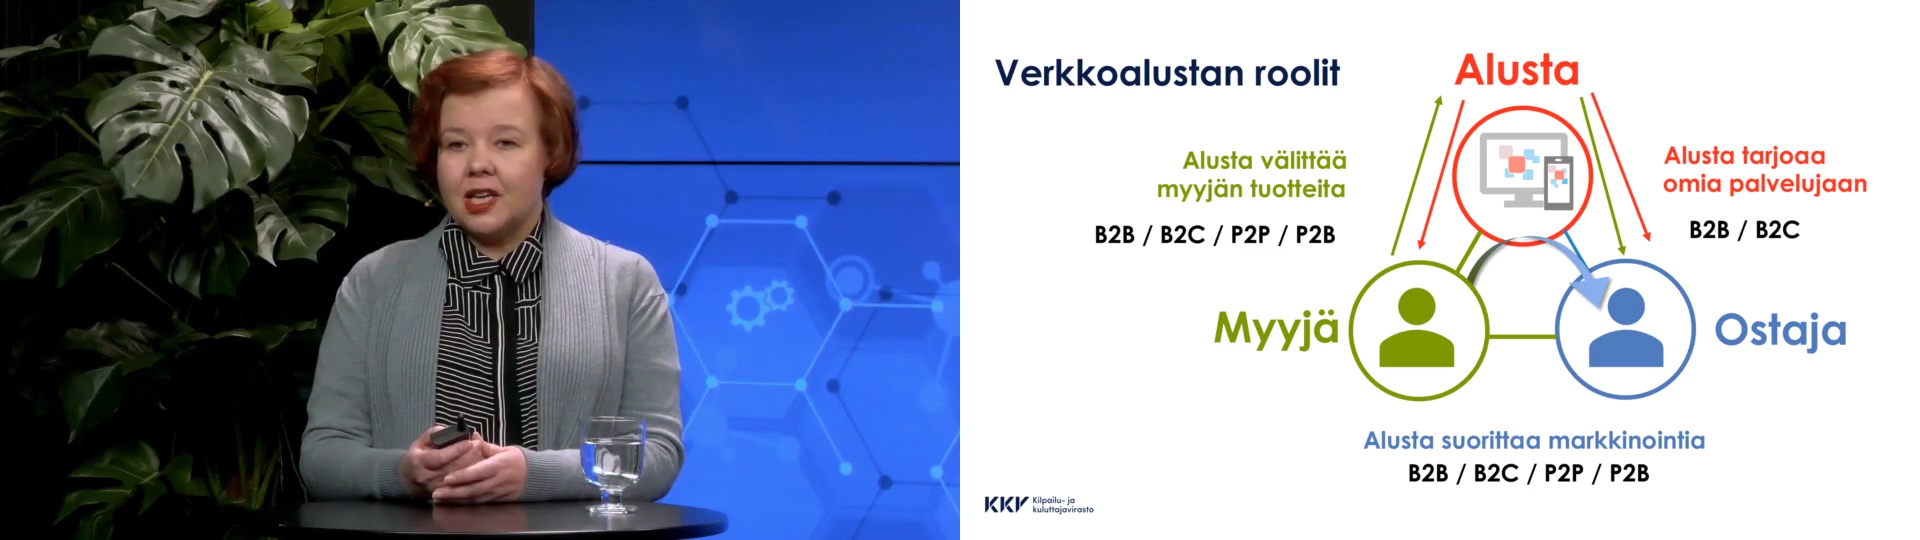 Verkkoalustan roolit
Alusta
Alusta välittää
myyjän tuotteita
B2B / B2C / P2P / P2B
Alusta tarjoaa
omia palvelujaan
B2B / B2C
Myyjä
Ostaja
Alusta suorittaa markkinointia
B2B / B2C / P2P / P2B
KKV Kilpailu- ja
kuluttajavirasto